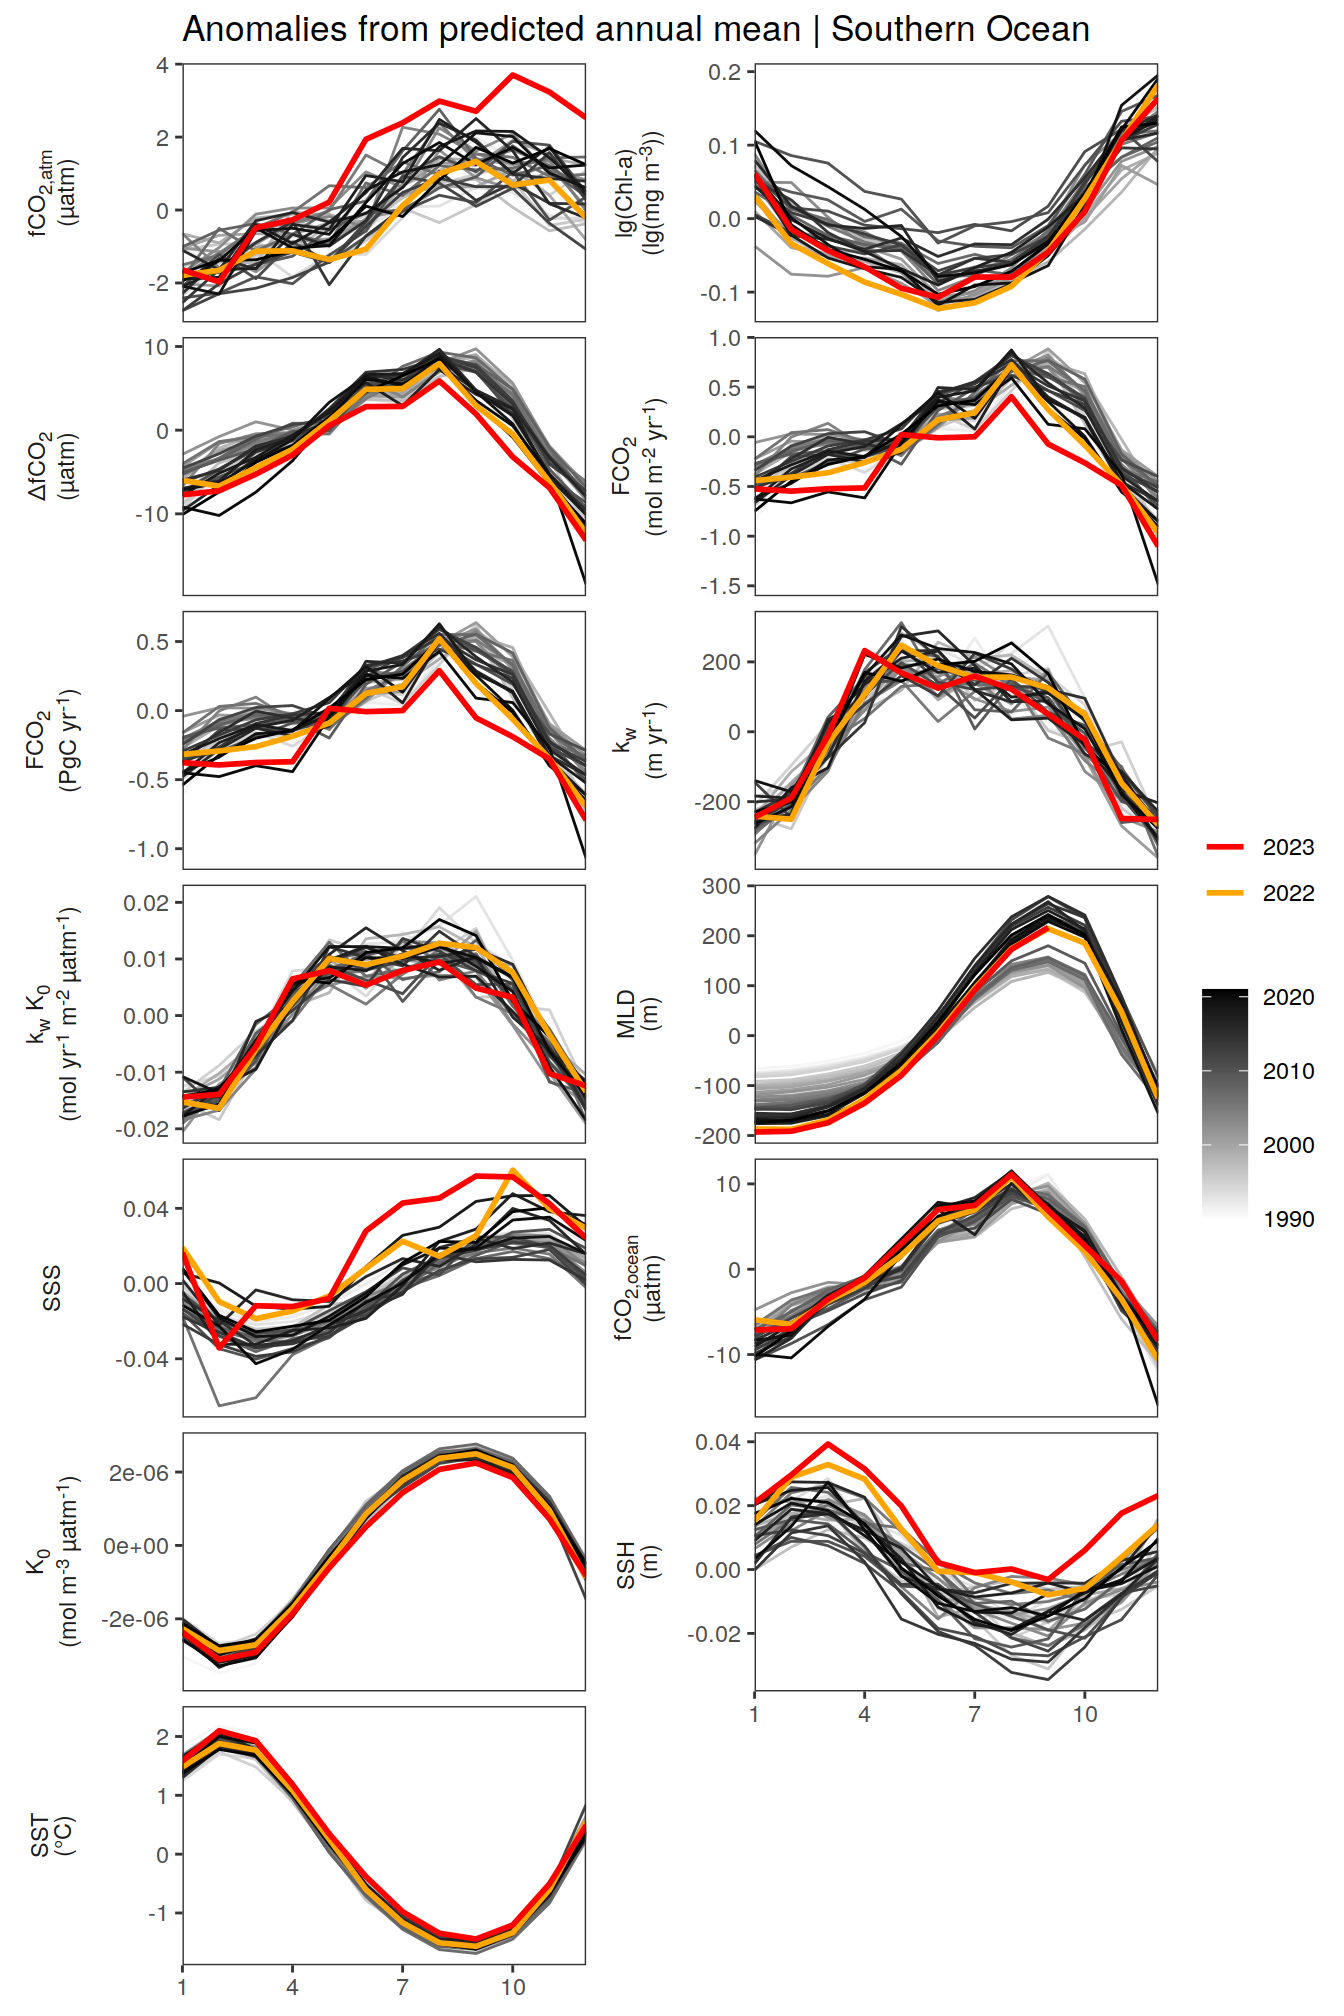 Anomalies from predicted annual mean | Southern Ocean
fCO2,atm
(µatm)
4
2
0
-2
lg(Chl-a)
(lg(mg m-3))
0.2
0.1
0.0
-0.1
ΔfCO2
(µatm)
10
0
-10
FCO2
(mol m-2 yr-1)
1.0
0.5
0.0
-0.5
-1.0
-1.5
FCO2
(PgC yr-1)
0.5
0.0
-0.5
-1.0
kw
(m yr-1)
200
0
-200
kw K0
(mol yr-1 m-2 µatm-1)
0.02
0.01
0.00
-0.01
-0.02
MLD
(m)
300
200
100
0
-100
-200
SSS
0.04
0.00
-0.04
fCO2,ocean
(µatm)
10
0
-10
K0
(mol m-3 µatm-1)
2e-06
0e+00
-2e-06
SSH
(m)
0.04
0.02
0.00
-0.02
1 4 7 10
SST
(°C)
2
1
0
-1
1 4 7 10
2023
2022
2020
2010
2000
1990